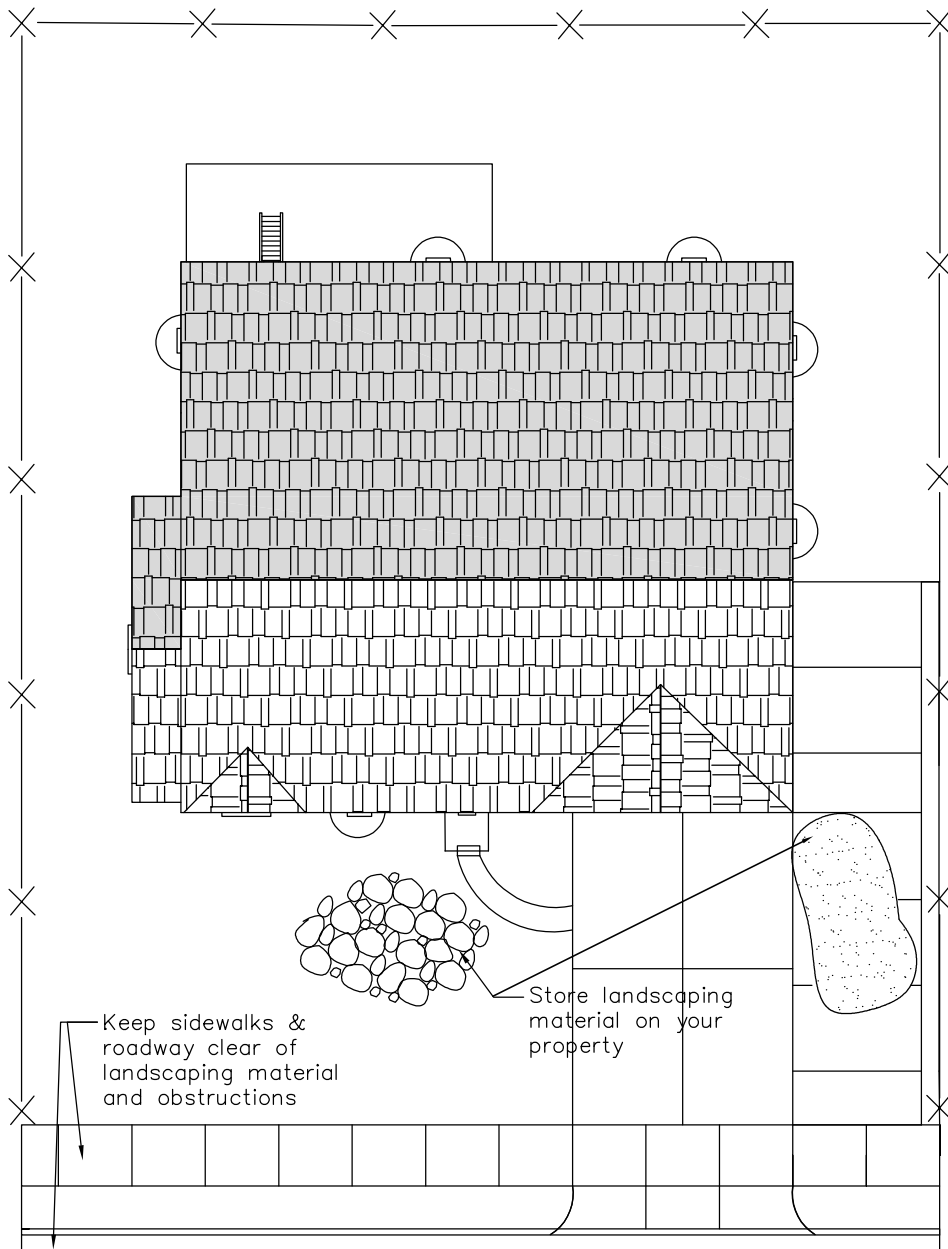 Store landscaping
material on your
property
Keep sidewalks &
roadway clear of
landscaping material
and obstructions